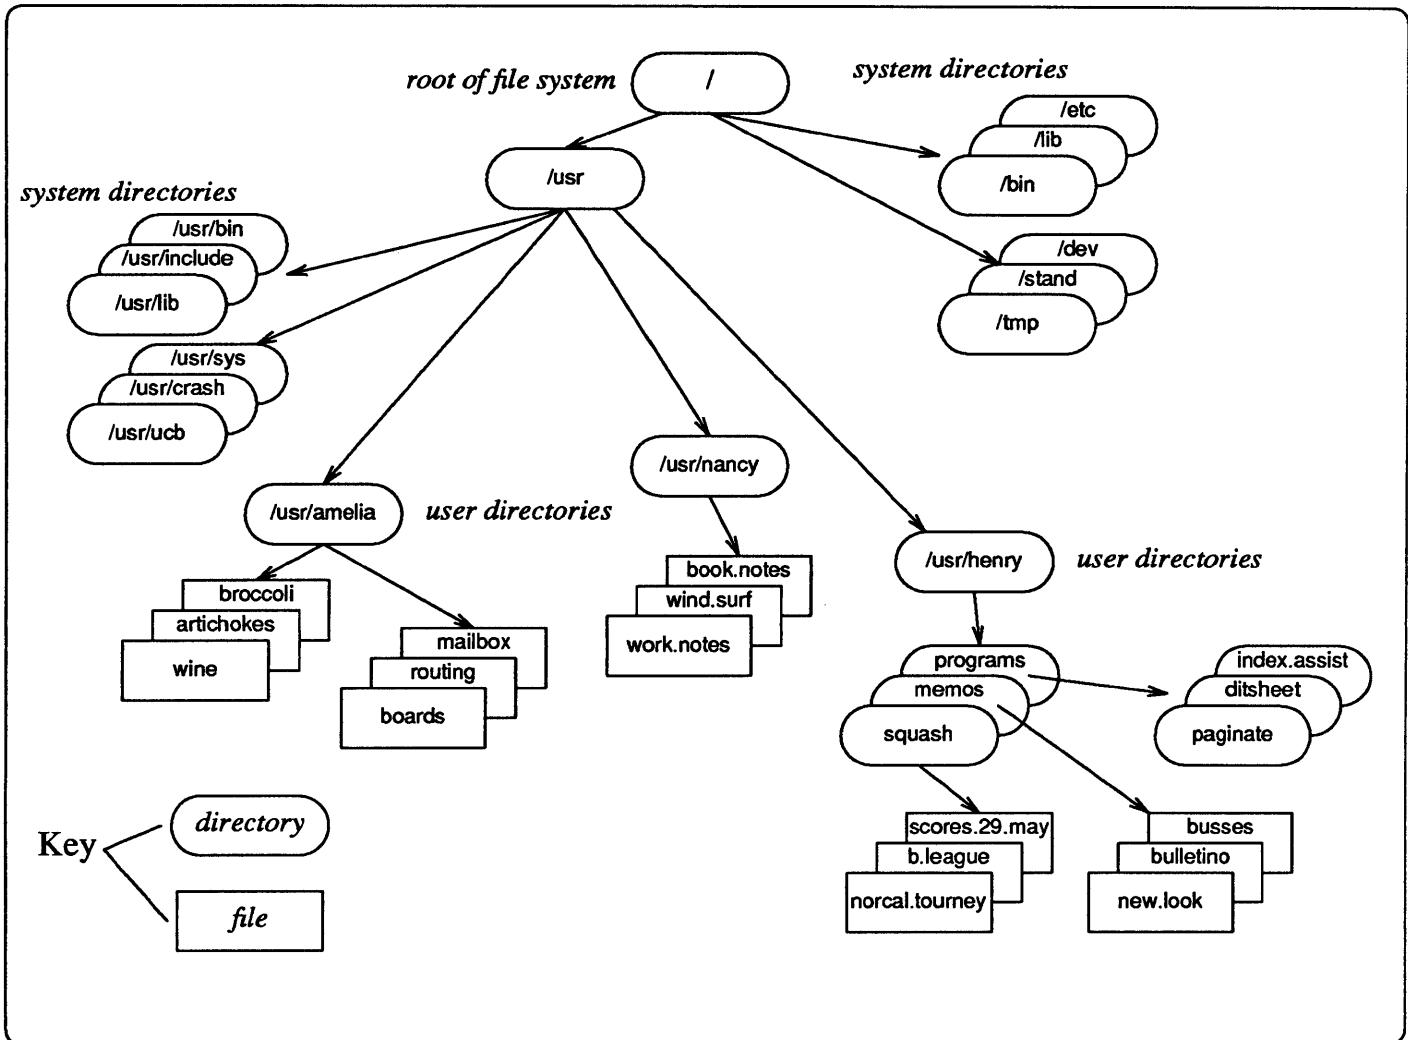 root of file system
/
system directories
/etc
/lib
/bin
/usr
system directories
/usr/bin
/usr/include
/usr/lib
/dev
/stand
/tmp
/usr/sys
/usr/crash
/usr/ucb
/usr/nancy
/usr/amelia
user directories
/usr/henry
user directories
book.notes
wind.surf
work.notes
broccoli
artichokes
wine
mailbox
routing
boards
programs
memos
squash
index.assist
ditsheet
paginate
scores.29.may
b.league
norcal.tourney
busses
bulletino
new.look
Key
directory
file